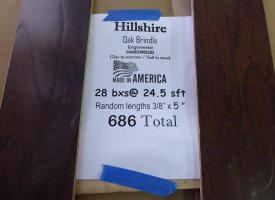 Hillshire
Oak Brindle
Engineered
HARDWOOD
Glue to concrete / Nail to wood
MADE IN AMERICA
28 bxs@ 24.5 sft
Random lengths 3/8" x 5 "
686 Total